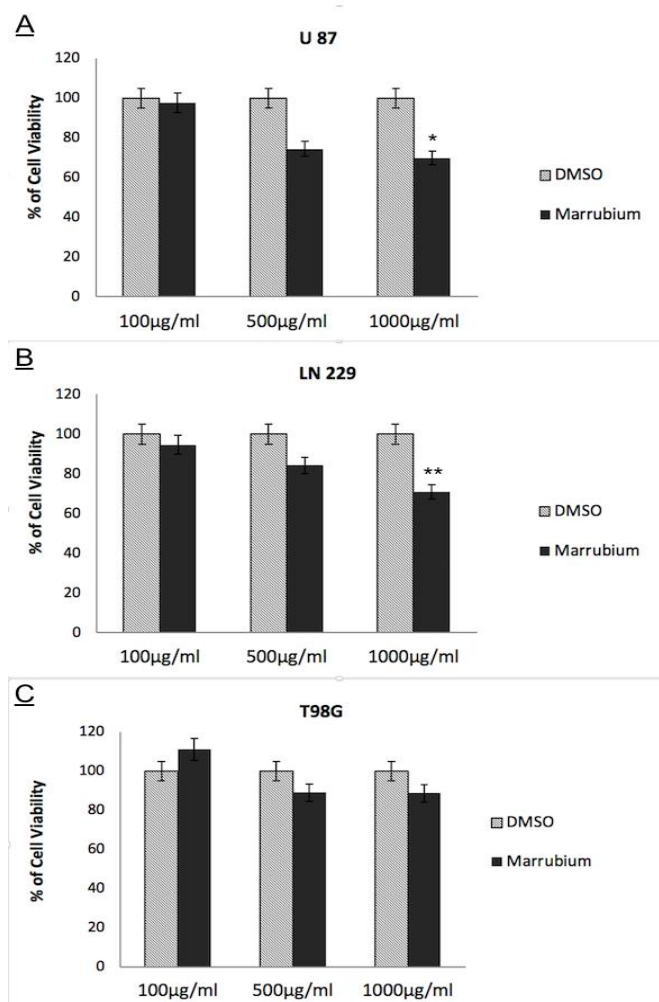 A
U 87
% of Cell Viability
120
100
80
60
40
20
0
*
DMSO
Marrubium
100µg/ml 500µg/ml 1000µg/ml
B
LN 229
% of Cell Viability
120
100
80
60
40
20
0
**
DMSO
Marrubium
100µg/ml 500µg/ml 1000µg/ml
C
T98G
% of Cell Viability
120
100
80
60
40
20
0
DMSO
Marrubium
100µg/ml 500µg/ml 1000µg/ml